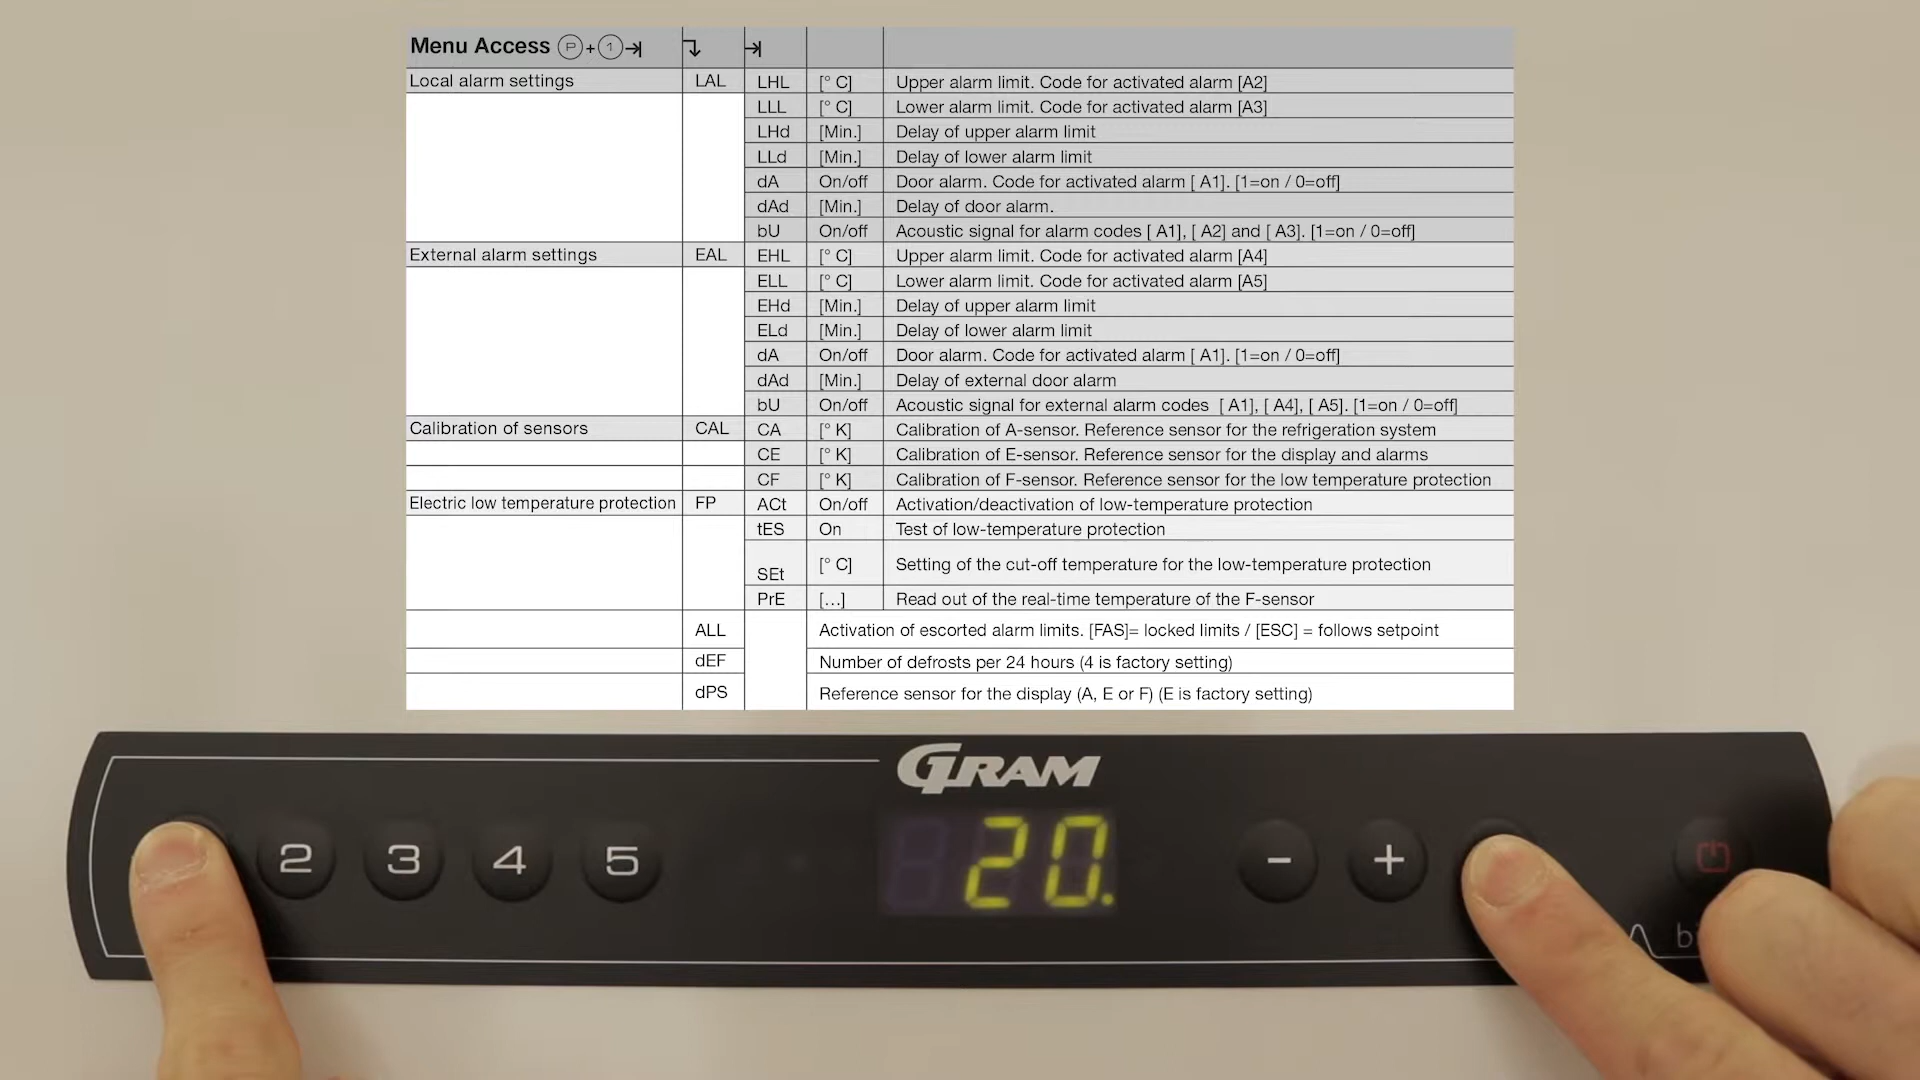 Menu Access P + 1
Local alarm settings LAL LHL [° C] Upper alarm limit. Code for activated alarm [A2]
LLL [° C] Lower alarm limit. Code for activated alarm [A3]
LHd [Min.] Delay of upper alarm limit
LLd [Min.] Delay of lower alarm limit
dA On/off Door alarm. Code for activated alarm [ A1]. [1=on / 0=off]
dAd [Min.] Delay of door alarm.
bU On/off Acoustic signal for alarm codes [ A1], [ A2] and [ A3]. [1=on / 0=off]
External alarm settings EAL EHL [° C] Upper alarm limit. Code for activated alarm [A4]
ELL [° C] Lower alarm limit. Code for activated alarm [A5]
EHd [Min.] Delay of upper alarm limit
ELd [Min.] Delay of lower alarm limit
dA On/off Door alarm. Code for activated alarm [ A1]. [1=on / 0=off]
dAd [Min.] Delay of external door alarm
bU On/off Acoustic signal for external alarm codes [ A1], [ A4], [ A5]. [1=on / 0=off]
Calibration of sensors CAL CA [° K] Calibration of A-sensor. Reference sensor for the refrigeration system
CE [° K] Calibration of E-sensor. Reference sensor for the display and alarms
CF [° K] Calibration of F-sensor. Reference sensor for the low temperature protection
Electric low temperature protection FP ACt On/off Activation/deactivation of low-temperature protection
tES On Test of low-temperature protection
SEt [° C] Setting of the cut-off temperature for the low-temperature protection
PrE [...] Read out of the real-time temperature of the F-sensor
ALL Activation of escorted alarm limits. [FAS]= locked limits / [ESC] = follows setpoint
dEF Number of defrosts per 24 hours (4 is factory setting)
dPS Reference sensor for the display (A, E or F) (E is factory setting)
GRAM
2 3 4 5 20. - +